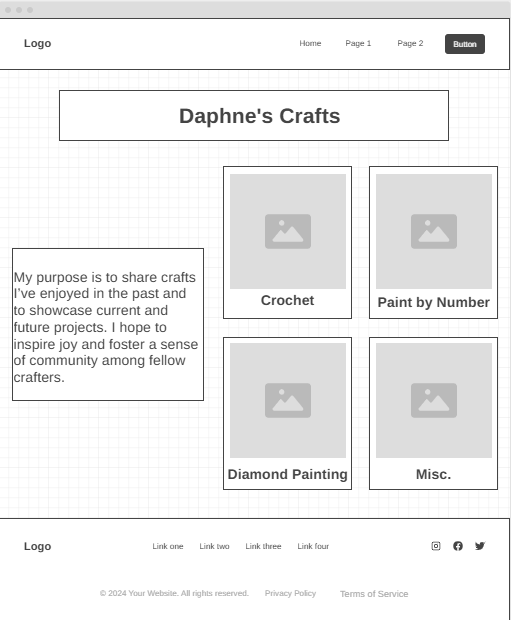 Logo
Home Page 1 Page 2 Button
Daphne's Crafts
My purpose is to share crafts
I've enjoyed in the past and
to showcase current and
future projects. I hope to
inspire joy and foster a sense
of community among fellow
crafters.
Crochet
Paint by Number
Diamond Painting
Misc.
Logo
Link one Link two Link three Link four
© 2024 Your Website. All rights reserved. Privacy Policy Terms of Service